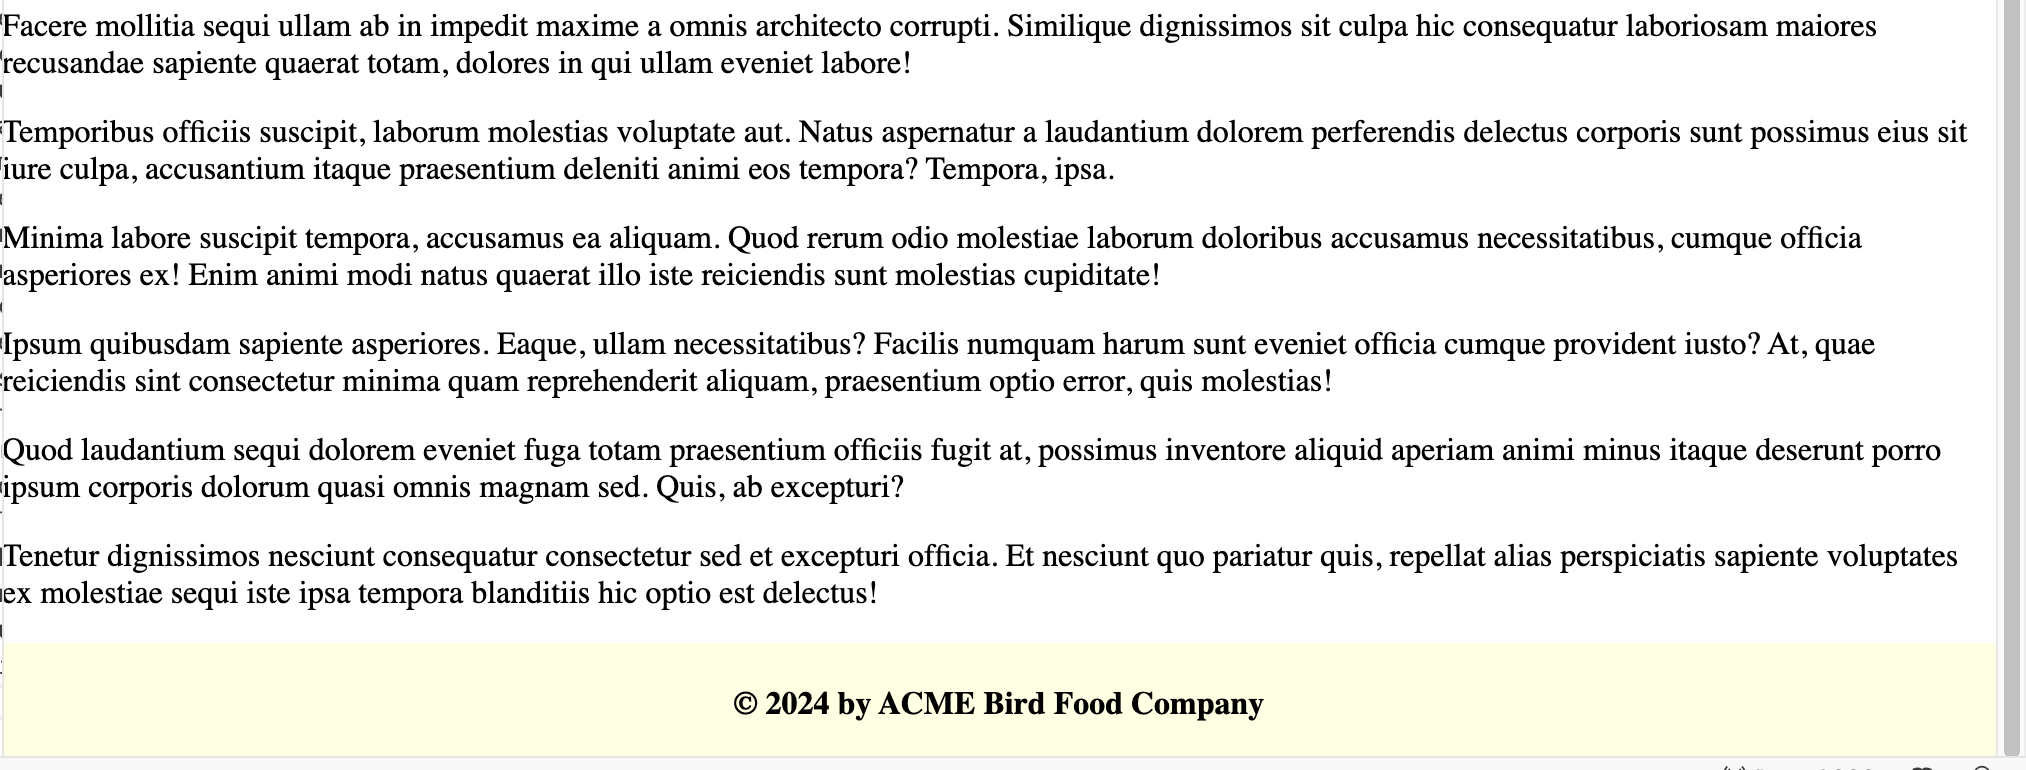 Facere mollitia sequi ullam ab in impedit maxime a omnis architecto corrupti. Similique dignissimos sit culpa hic consequatur laboriosam maiores
recusandae sapiente quaerat totam, dolores in qui ullam eveniet labore!
Temporibus officiis suscipit, laborum molestias voluptate aut. Natus aspernatur a laudantium dolorem perferendis delectus corporis sunt possimus eius sit
iure culpa, accusantium itaque praesentium deleniti animi eos tempora? Tempora, ipsa.
Minima labore suscipit tempora, accusamus ea aliquam. Quod rerum odio molestiae laborum doloribus accusamus necessitatibus, cumque officia
asperiores ex! Enim animi modi natus quaerat illo iste reiciendis sunt molestias cupiditate!
Ipsum quibusdam sapiente asperiores. Eaque, ullam necessitatibus? Facilis numquam harum sunt eveniet officia cumque provident iusto? At, quae
reiciendis sint consectetur minima quam reprehenderit aliquam, praesentium optio error, quis molestias!
Quod laudantium sequi dolorem eveniet fuga totam praesentium officiis fugit at, possimus inventore aliquid aperiam animi minus itaque deserunt porro
ipsum corporis dolorum quasi omnis magnam sed. Quis, ab excepturi?
Tenetur dignissimos nesciunt consequatur consectetur sed et excepturi officia. Et nesciunt quo pariatur quis, repellat alias perspiciatis sapiente voluptates
ex molestiae sequi iste ipsa tempora blanditiis hic optio est delectus!
© 2024 by ACME Bird Food Company